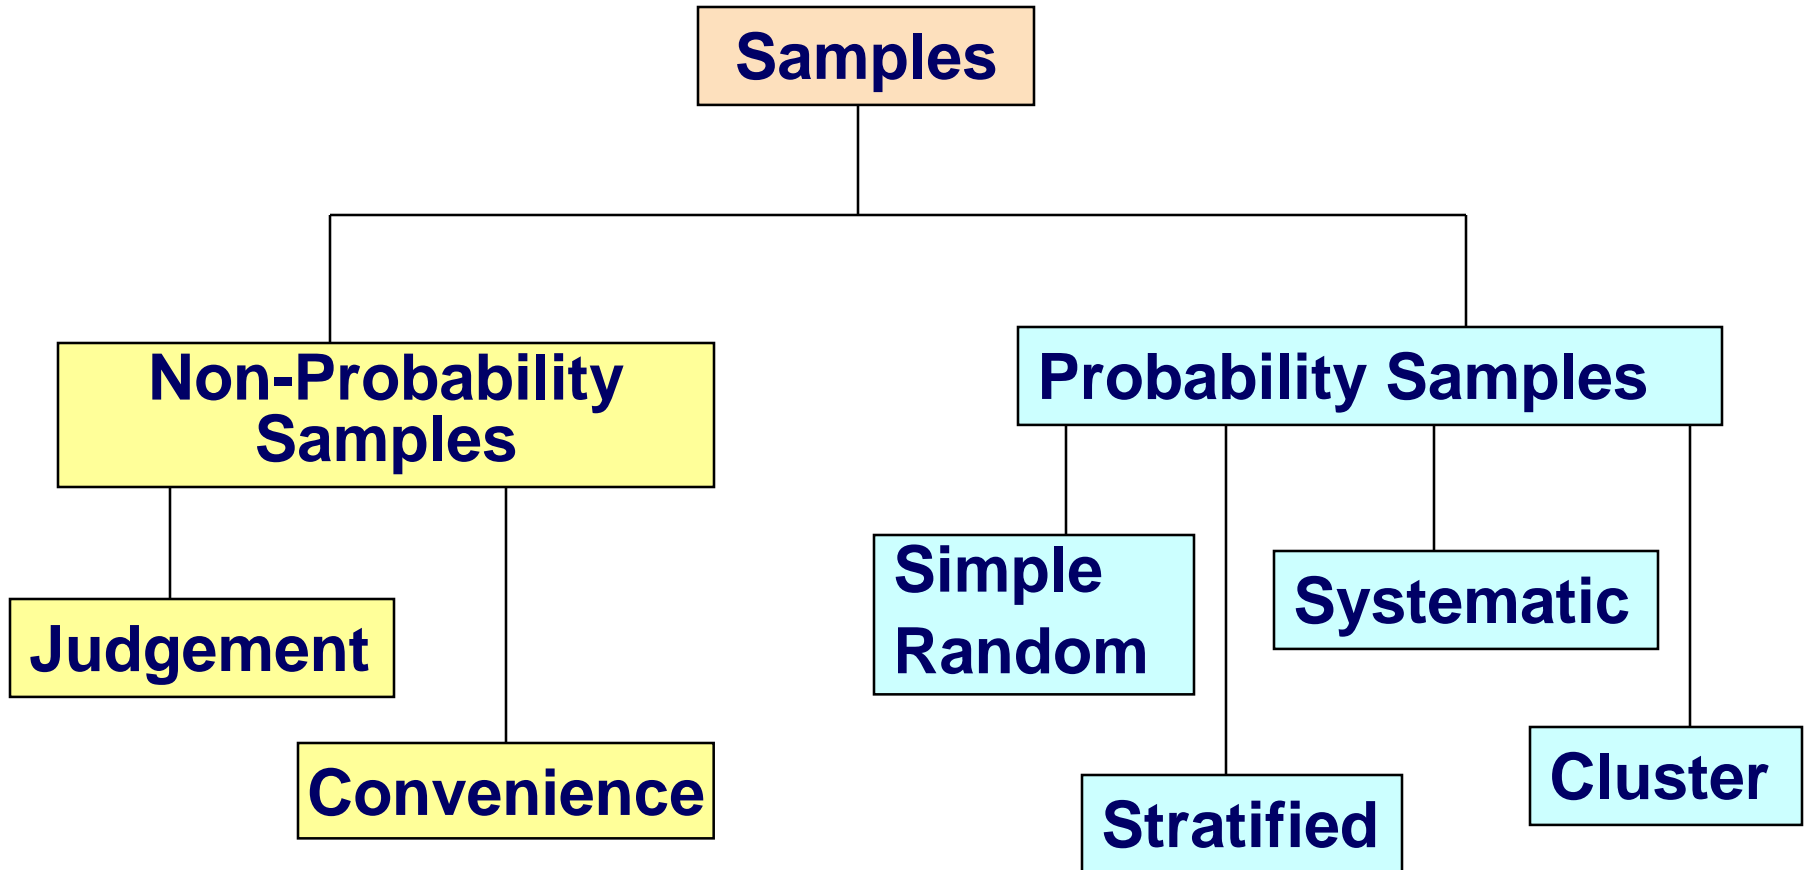 Samples
Non-Probability
Samples
Probability Samples
Judgement
Convenience
Simple
Random
Stratified
Systematic
Cluster